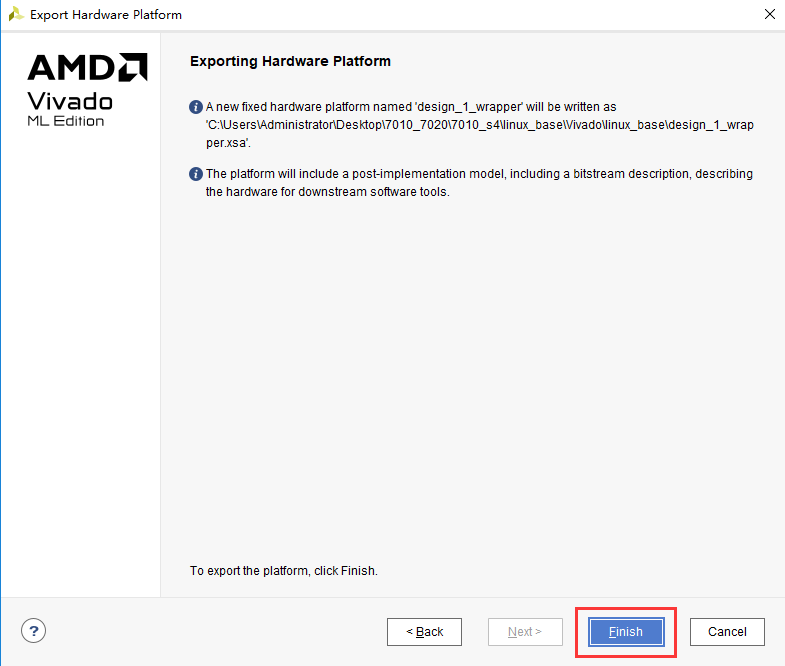 Export Hardware Platform
AMD
Vivado
ML Edition
Exporting Hardware Platform
A new fixed hardware platform named 'design_1_wrapper' will be written as
'C:\Users\Administrator\Desktop\7010_7020\7010_s4\linux_base\Vivado\linux_base\design_1_wrap
per.xsa'.
The platform will include a post-implementation model, including a bitstream description, describing
the hardware for downstream software tools.
To export the platform, click Finish.
? < Back Next > Finish Cancel